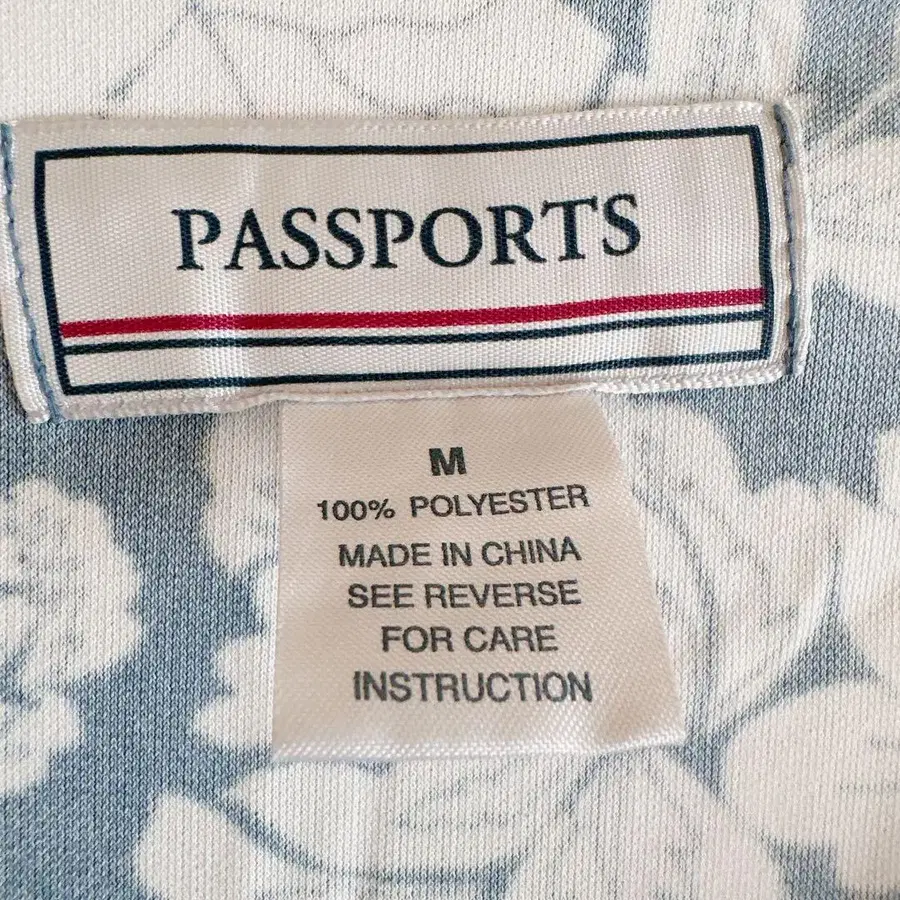 PASSPORTS
M
100% POLYESTER
MADE IN CHINA
SEE REVERSE
FOR CARE
INSTRUCTION